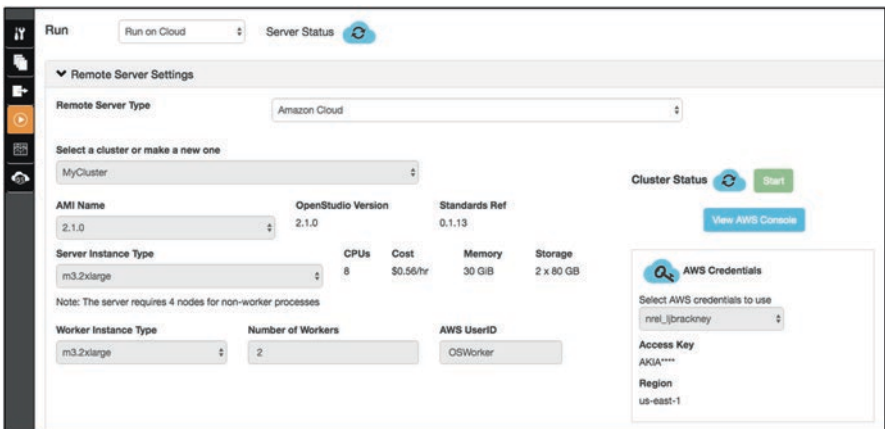 Run Run on Cloud Server Status
Remote Server Settings
Remote Server Type Amazon Cloud
Select a cluster or make a new one
MyCluster
Cluster Status Start
AMI Name OpenStudio Version Standards Ref
2.1.0 2.1.0 0.1.13
View AWS Console
Server Instance Type CPUs Cost Memory Storage
m3.2xlarge 8 $0.56/hr 30 GiB 2 x 80 GB
AWS Credentials
Note: The server requires 4 nodes for non-worker processes
Select AWS credentials to use
nrel_ljbrackney
Worker Instance Type Number of Workers AWS UserID
m3.2xlarge 2 OSWorker
Access Key
AKIA****
Region
us-east-1